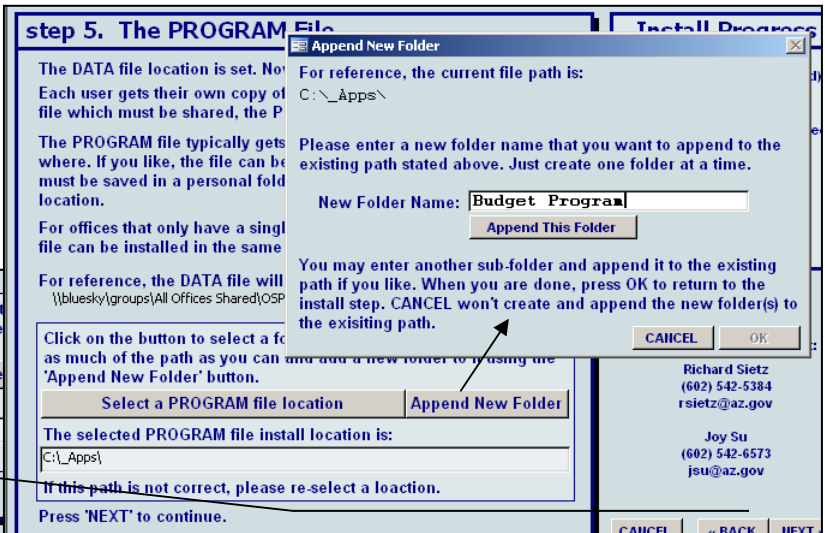 step 5. The PROGRAM File
The DATA file location is set. No
Each user gets their own copy of
file which must be shared, the P
The PROGRAM file typically gets
where. If you like, the file can be
must be saved in a personal fold
location.
For offices that only have a singl
file can be installed in the same
For reference, the DATA file will
\\bluesky\groups\All Offices Shared\OSP
Click on the button to select a fo
as much of the path as you can and add a new folder to it using the
'Append New Folder' button.
Select a PROGRAM file location
Append New Folder
The selected PROGRAM file install location is:
C:\_Apps\
If this path is not correct, please re-select a loaction.
Press 'NEXT' to continue.
Append New Folder
For reference, the current file path is:
C:\_Apps\
Please enter a new folder name that you want to append to the
existing path stated above. Just create one folder at a time.
New Folder Name: Budget Program
Append This Folder
You may enter another sub-folder and append it to the existing
path if you like. When you are done, press OK to return to the
install step. CANCEL won't create and append the new folder(s) to
the exisiting path.
CANCEL
OK
Install Progress
Richard Sietz
(602) 542-5384
rsietz@az.gov
Joy Su
(602) 542-6573
jsu@az.gov
CANCEL
« BACK
NEXT